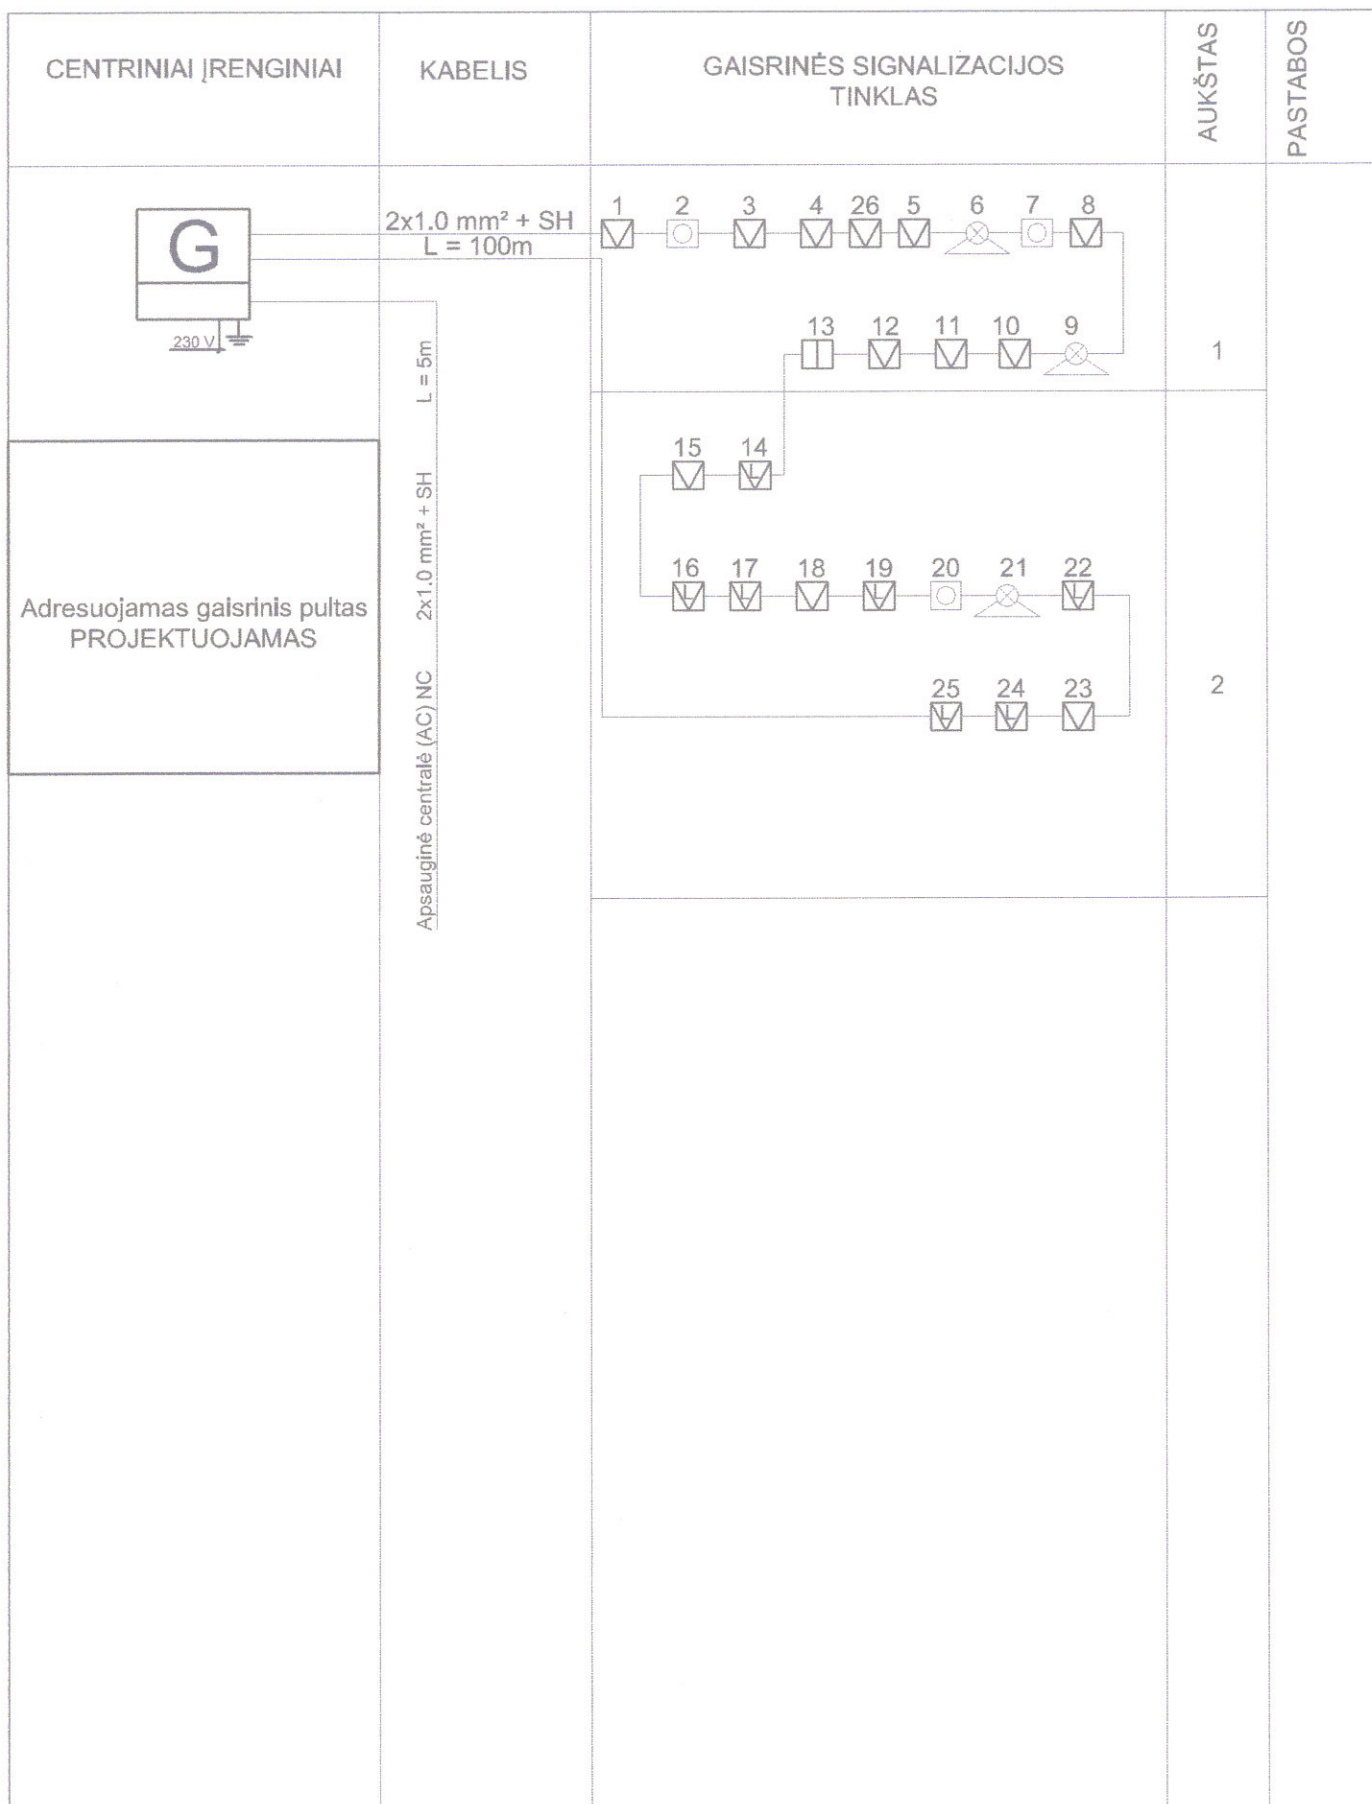 CENTRINIAI ĮRENGINIAI
KABELIS
GAISRINĖS SIGNALIZACIJOS
TINKLAS
AUKŠTAS
PASTABOS
G
230 V
2x1.0 mm² + SH
L = 100m
1 2 3 4 26 5 6 7 8
13 12 11 10 9
1
15 14
16 17 18 19 20 21 22
25 24 23
2
Apsauginė centralė (AC) NC 2x1.0 mm² + SH L = 5m
Adresuojamas gaisrinis pultas
PROJEKTUOJAMAS